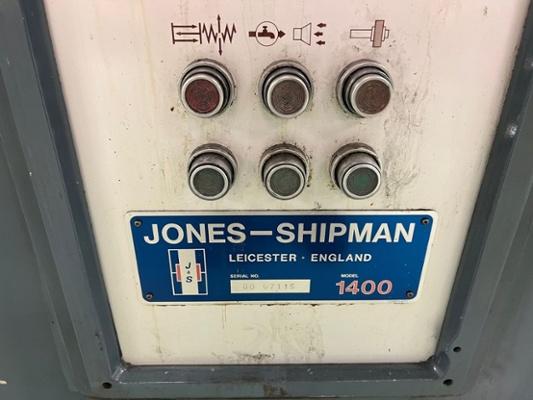 JONES—SHIPMAN
LEICESTER · ENGLAND
J & S
SERIAL NO.
MODEL
1400